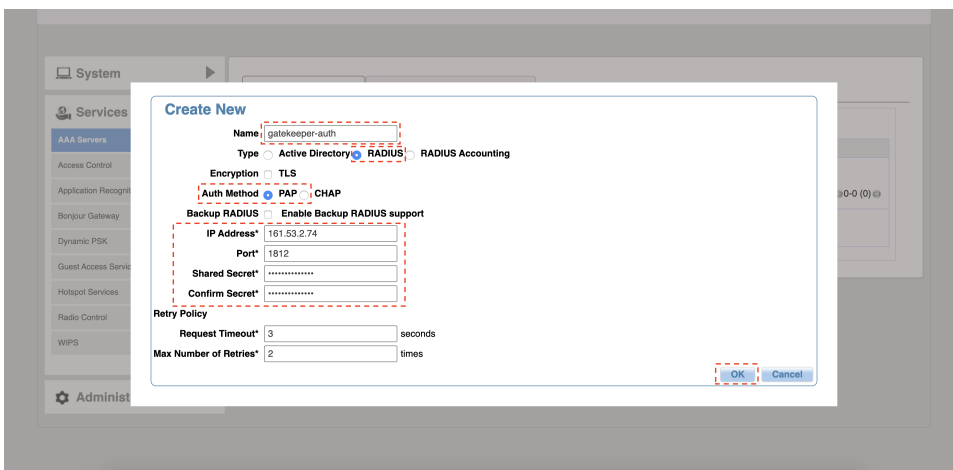 System
Services
AAA Servers
Access Control
Application Recognit
Bonjour Gateway
Dynamic PSK
Guest Access Servic
Hotspot Services
Radio Control
WIPS
Administ
Create New
Name gatekeeper-auth
Type Active Directory RADIUS RADIUS Accounting
Encryption TLS
Auth Method PAP CHAP
Backup RADIUS Enable Backup RADIUS support
IP Address* 161.53.2.74
Port* 1812
Shared Secret* ••••••••••••••
Confirm Secret* ••••••••••••••
Retry Policy
Request Timeout* 3 seconds
Max Number of Retries* 2 times
OK Cancel
0-0 (0)